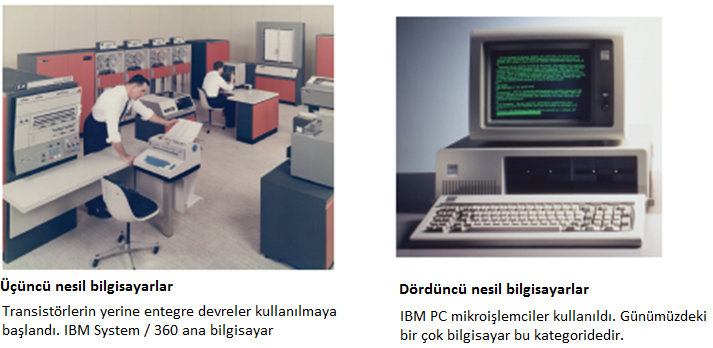 Üçüncü nesil bilgisayarlar
Transistörlerin yerine entegre devreler kullanılmaya
başlandı. IBM System / 360 ana bilgisayar
Dördüncü nesil bilgisayarlar
IBM PC mikroişlemciler kullanıldı. Günümüzdeki
bir çok bilgisayar bu kategoridedir.